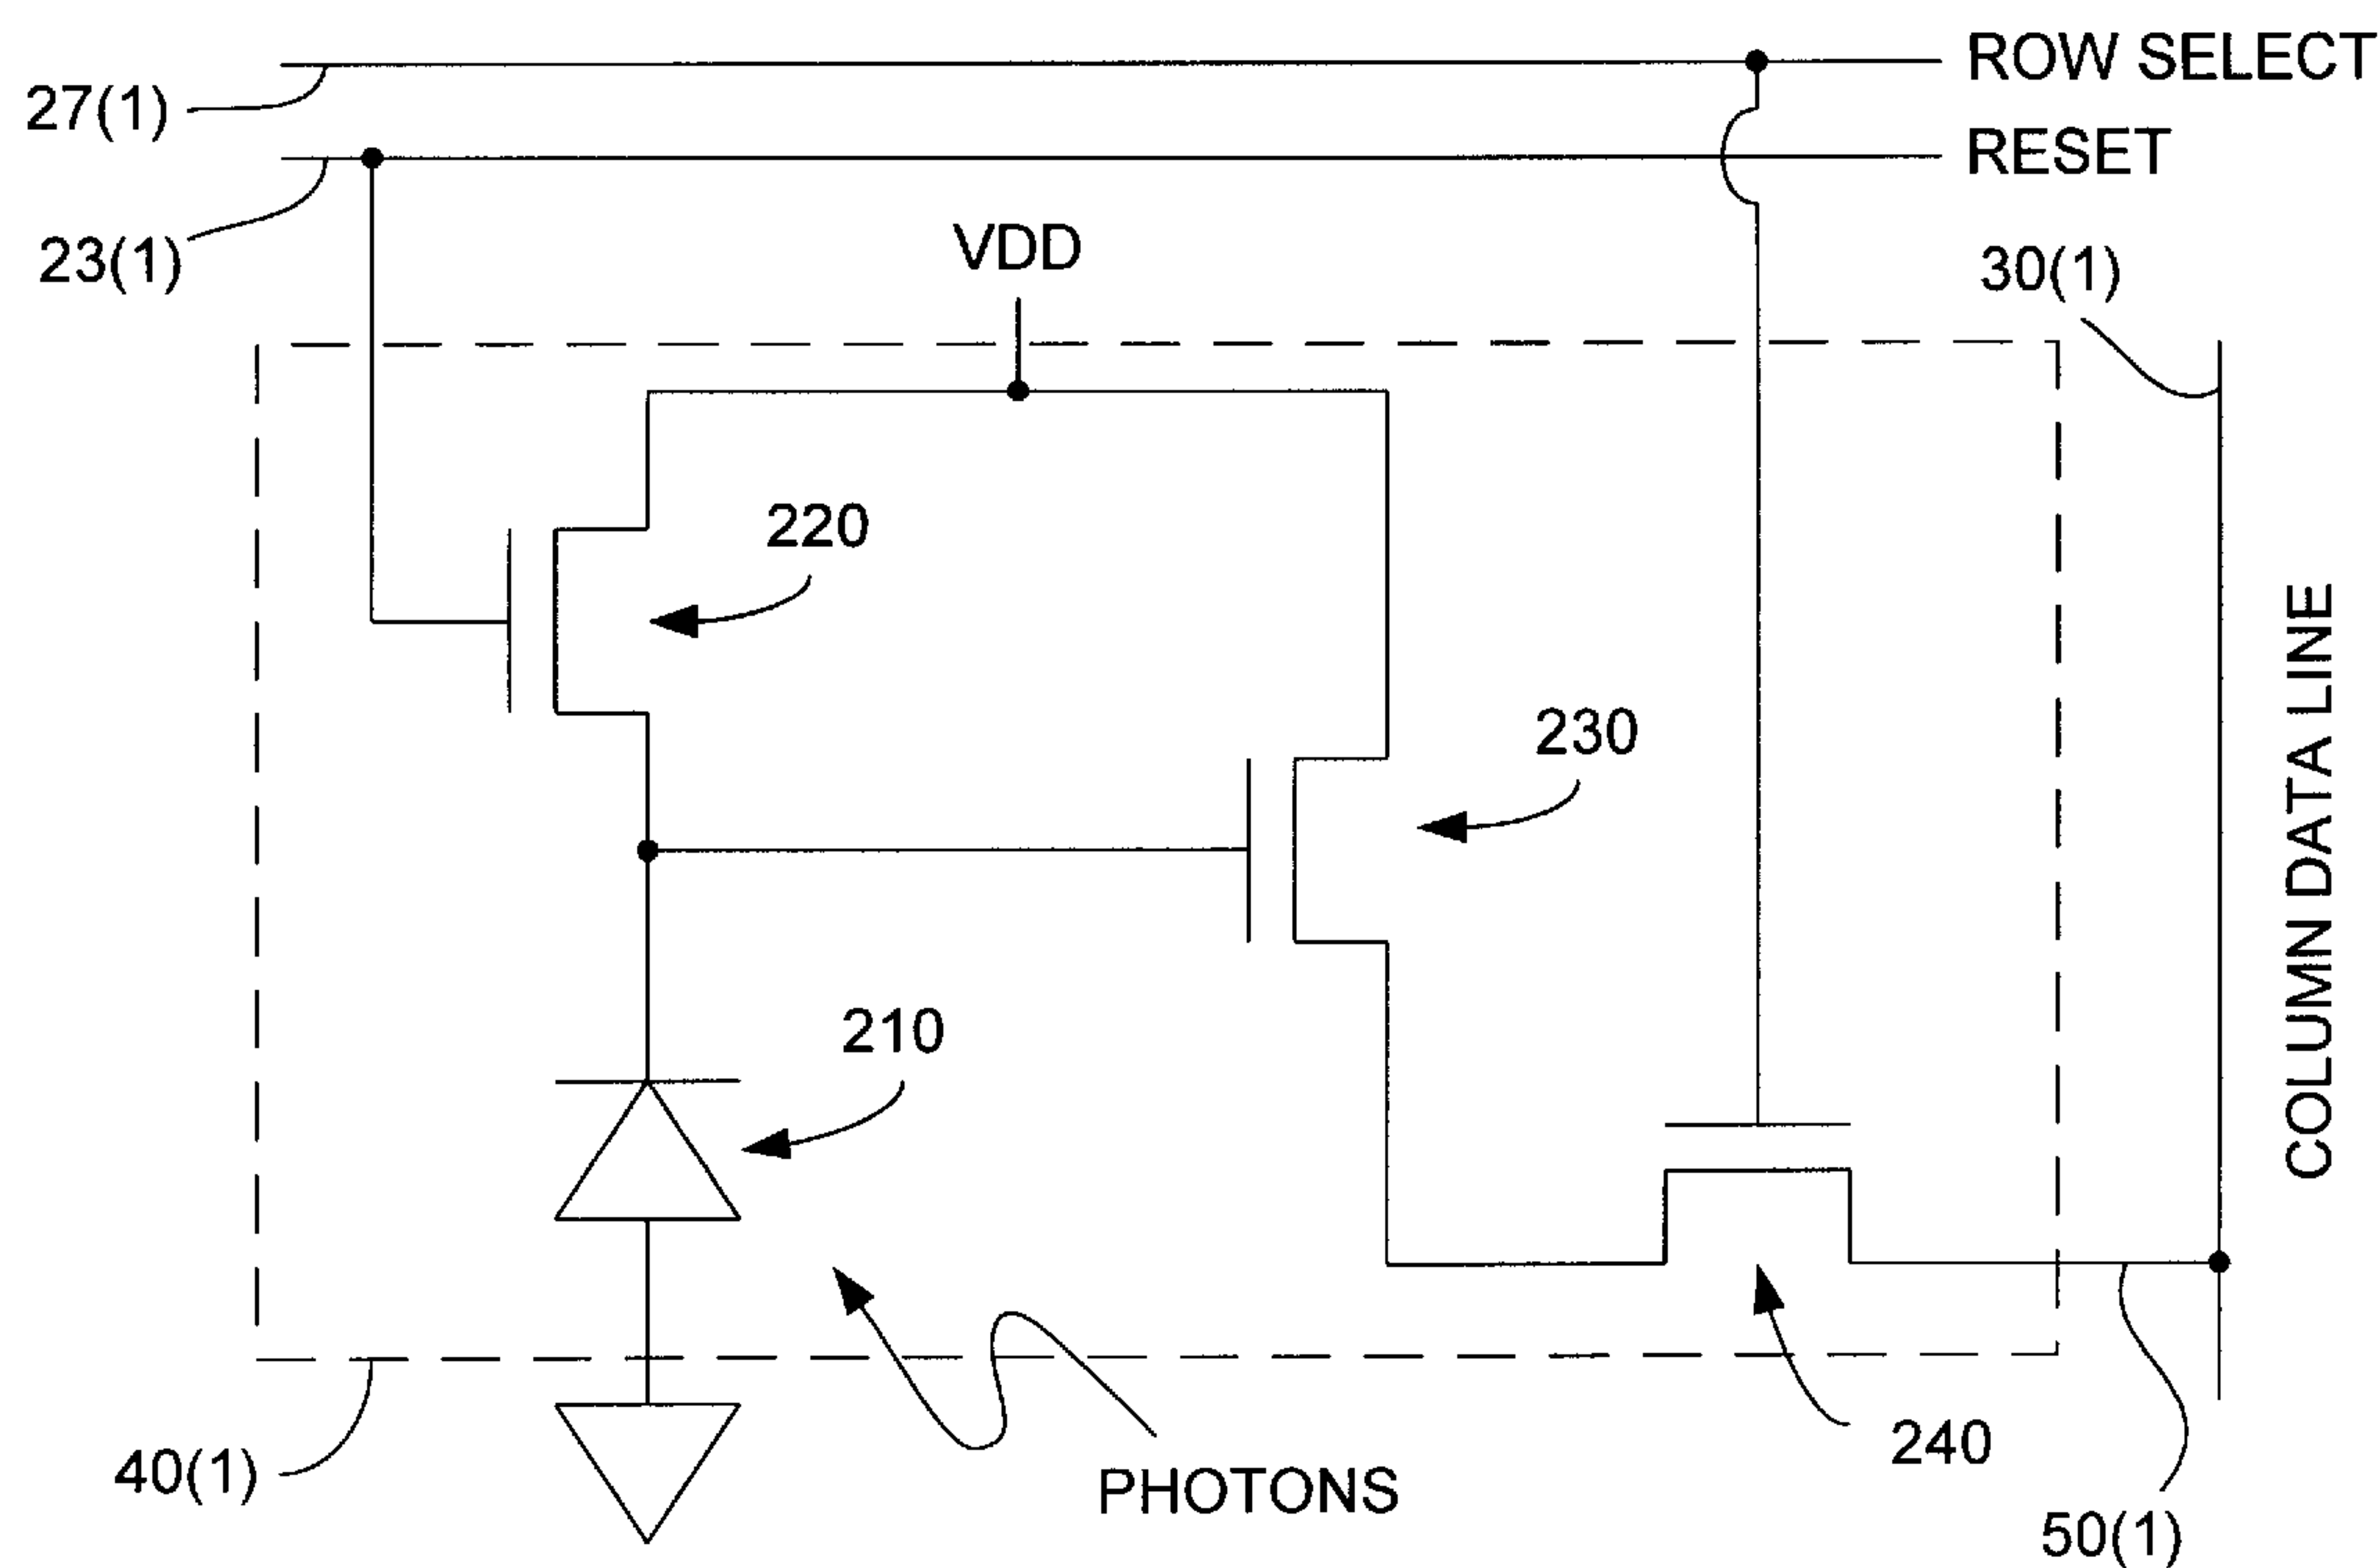 ROW SELECT
27(1)
RESET
23(1)
VDD
30(1)
220
230
COLUMN DATA LINE
210
240
40(1)
PHOTONS
50(1)